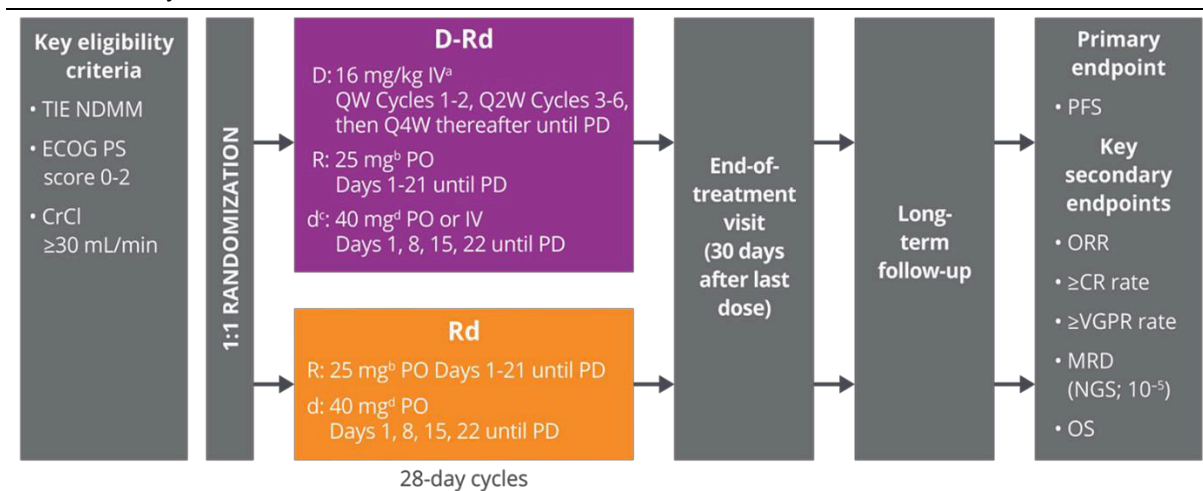 Key eligibility
criteria
• TIE NDMM
• ECOG PS
score 0-2
• CrCl
≥30 mL/min
1:1 RANDOMIZATION
D-Rd
D: 16 mg/kg IVᵃ
QW Cycles 1-2, Q2W Cycles 3-6,
then Q4W thereafter until PD
R: 25 mgᵇ PO
Days 1-21 until PD
dᶜ: 40 mgᵈ PO or IV
Days 1, 8, 15, 22 until PD
Rd
R: 25 mgᵇ PO Days 1-21 until PD
d: 40 mgᵈ PO
Days 1, 8, 15, 22 until PD
28-day cycles
End-of-
treatment
visit
(30 days
after last
dose)
Long-
term
follow-up
Primary
endpoint
• PFS
Key
secondary
endpoints
• ORR
• ≥CR rate
• ≥VGPR rate
• MRD
(NGS; 10⁻⁵)
• OS